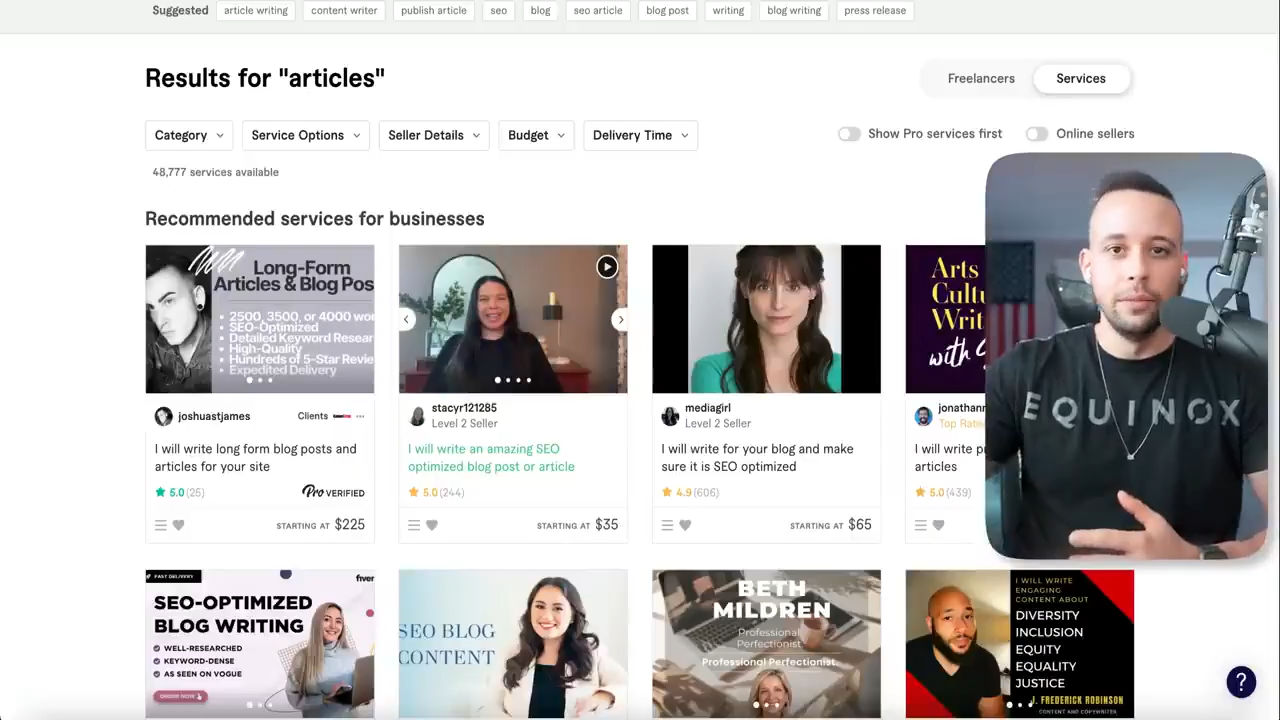 Suggested article writing content writer publish article seo blog seo article blog post writing blog writing press release
Results for "articles"
Freelancers Services
Category Service Options Seller Details Budget Delivery Time
Show Pro services first Online sellers
48,777 services available
Recommended services for businesses
Long-Form
Articles & Blog Pos
2500, 3500, or 4000 wor
SEO-Optimized
Detailed Keyword Resear
High-Quality
Hundreds of 5-Star Revie
Expedited Delivery
Arts
Cultu
Writ
with
EQUINOX
joshuastjames Clients
stacyr121285
Level 2 Seller
mediagirl
Level 2 Seller
jonathann
Top Rate
I will write long form blog posts and
articles for your site
I will write an amazing SEO
optimized blog post or article
I will write for your blog and make
sure it is SEO optimized
I will write p
articles
5.0 (25) Pro VERIFIED
5.0 (244)
4.9 (606)
5.0 (439)
STARTING AT $225
STARTING AT $35
STARTING AT $65
FAST DELIVERY fiver
SEO-OPTIMIZED
BLOG WRITING
WELL-RESEARCHED
KEYWORD-DENSE
AS SEEN ON VOGUE
ORDER NOW
SEO BLOG
CONTENT
BETH
MILDREN
Professional
Perfectionist.
Professional Perfectionist.
I WILL WRITE
ENGAGING
CONTENT ABOUT
DIVERSITY
INCLUSION
EQUITY
EQUALITY
JUSTICE
J. FREDERICK ROBINSON
CONTENT AND COPYWRITER
?